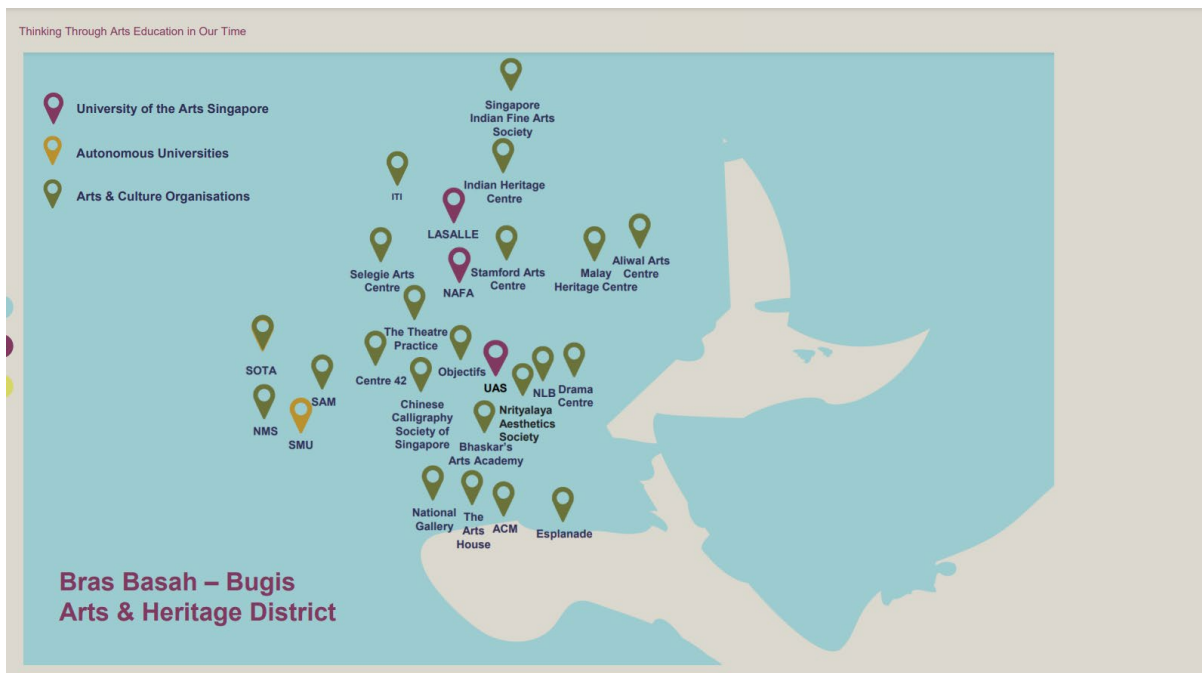 Thinking Through Arts Education in Our Time
University of the Arts Singapore
Autonomous Universities
Arts & Culture Organisations
Singapore
Indian Fine Arts
Society
Indian Heritage
Centre
ITI
LASALLE
Selegie Arts
Centre
NAFA
Stamford Arts
Centre
Malay
Heritage Centre
Aliwal Arts
Centre
The Theatre
Practice
SOTA
SAM
NMS
SMU
Centre 42
Objectifs
UAS
NLB
Drama
Centre
Chinese
Calligraphy
Society of
Singapore
Nrityalaya
Aesthetics
Society
Bhaskar's
Arts Academy
National
Gallery
The
Arts
House
ACM
Esplanade
Bras Basah – Bugis
Arts & Heritage District